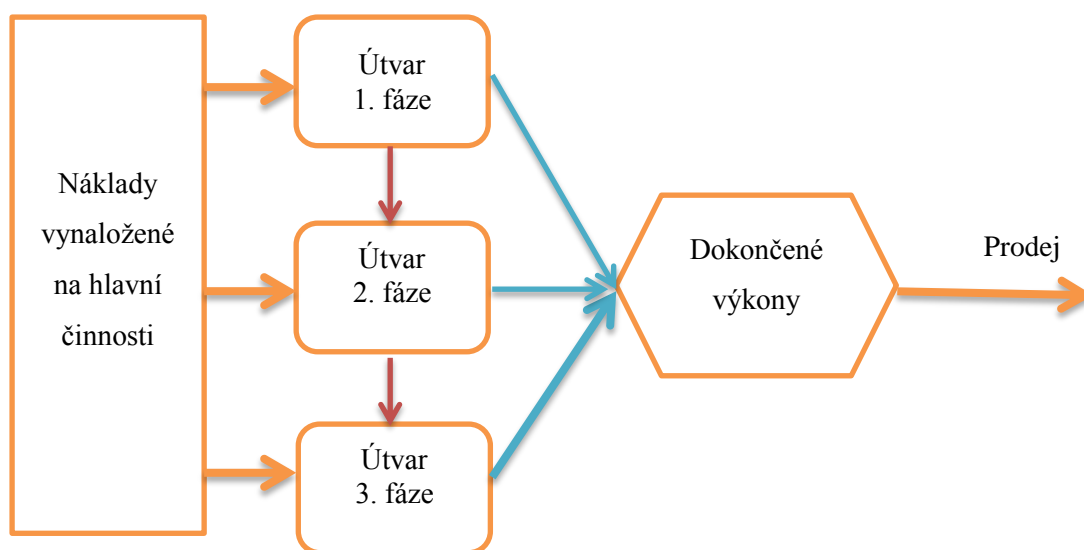 Náklady
vynaložené
na hlavní
činnosti
Útvar
1. fáze
Útvar
2. fáze
Útvar
3. fáze
Dokončené
výkony
Prodej